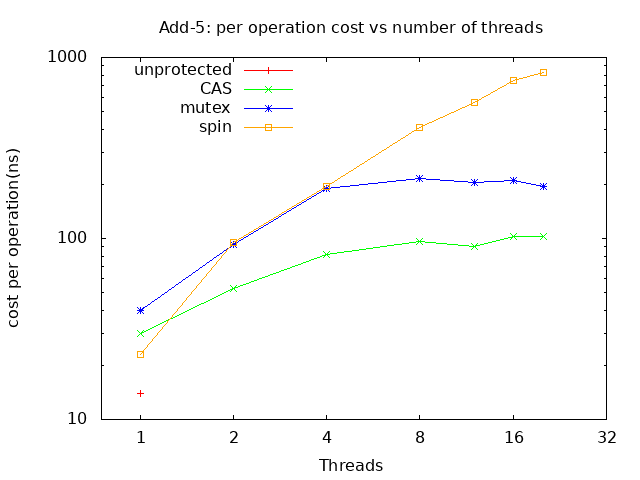 Add-5: per operation cost vs number of threads
1000
unprotected
CAS
mutex
spin
cost per operation(ns)
100
10
1 2 4 8 16 32
Threads